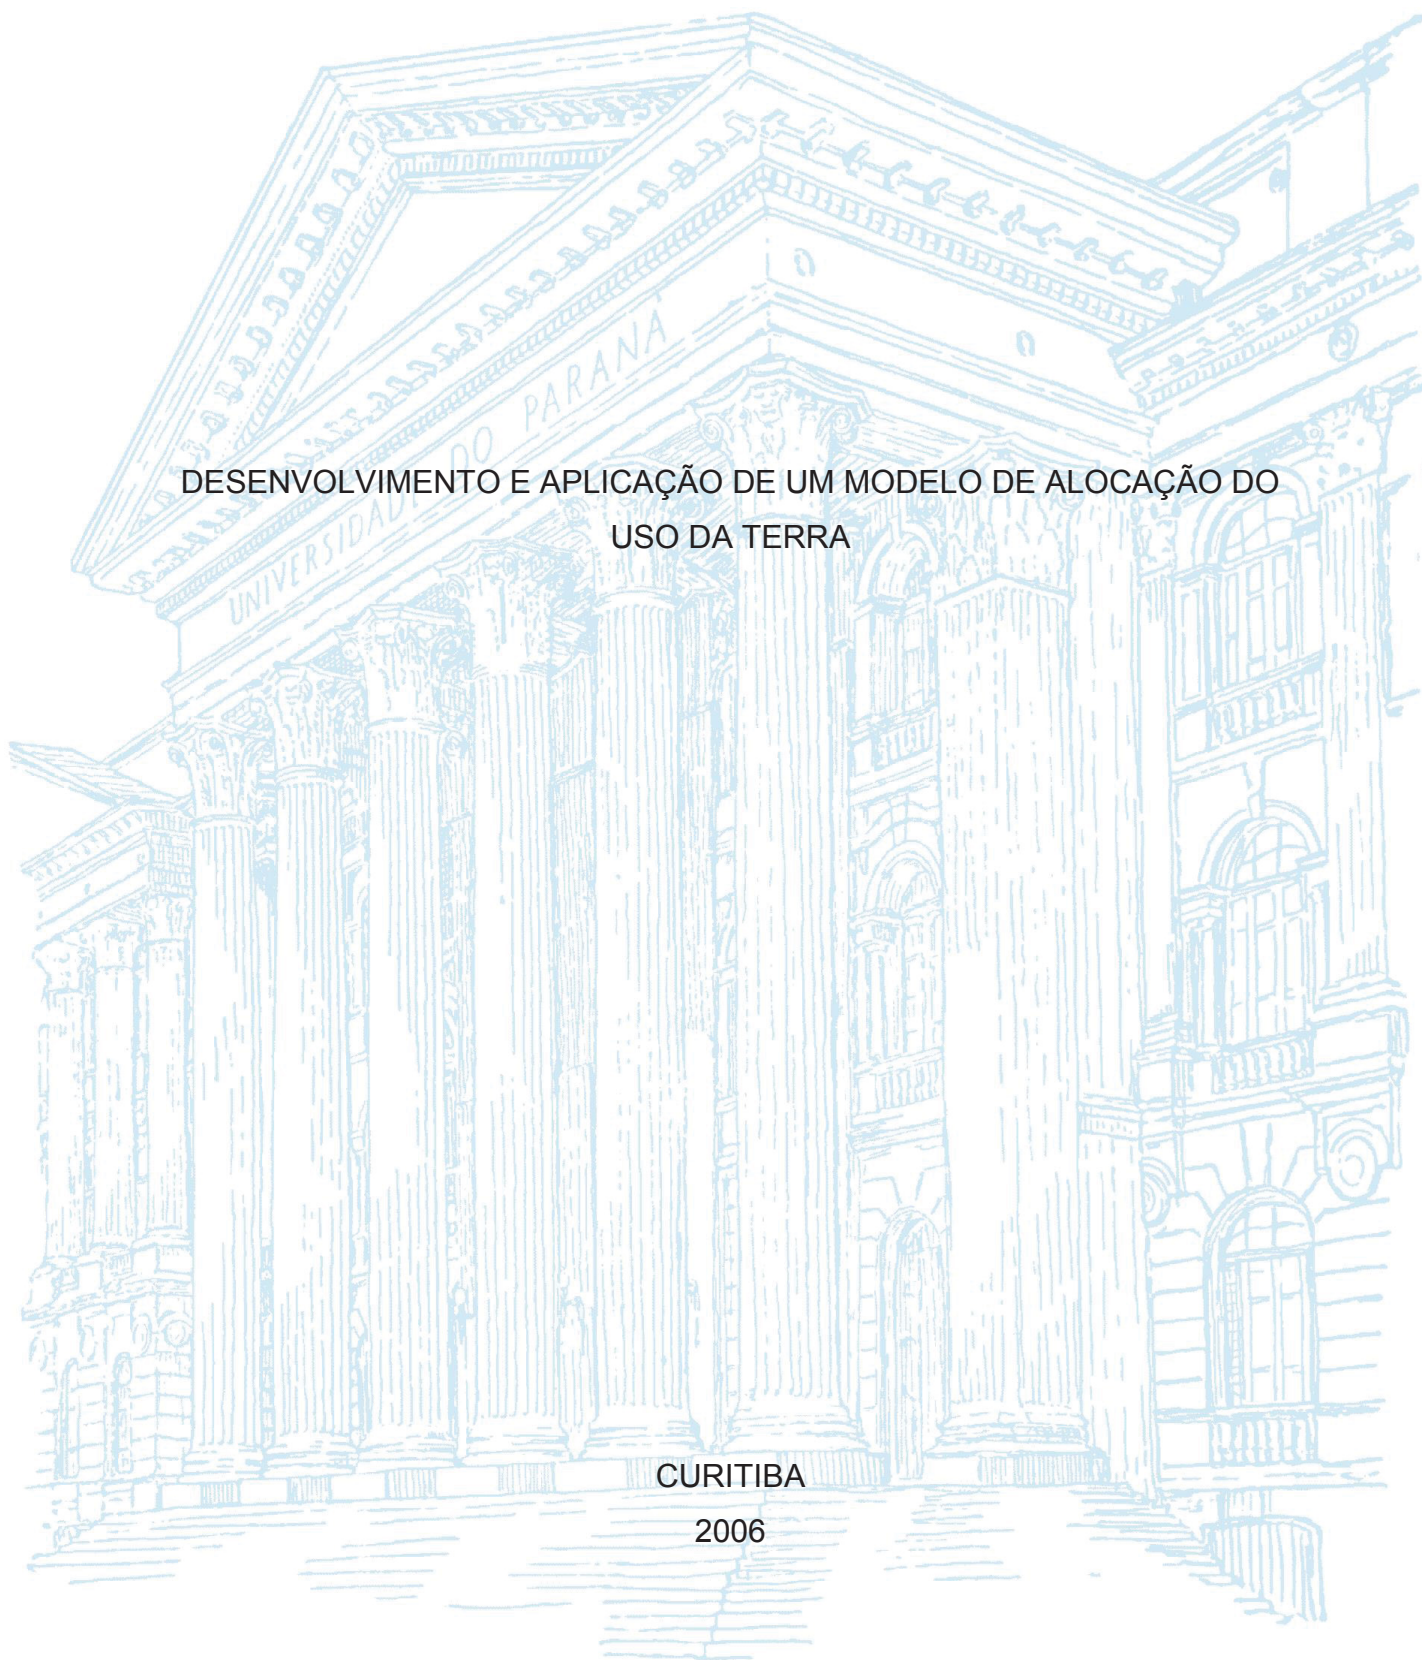 UNIVERSIDADE DO PARANÁ
DESENVOLVIMENTO E APLICAÇÃO DE UM MODELO DE ALOCAÇÃO DO
USO DA TERRA
CURITIBA
2006